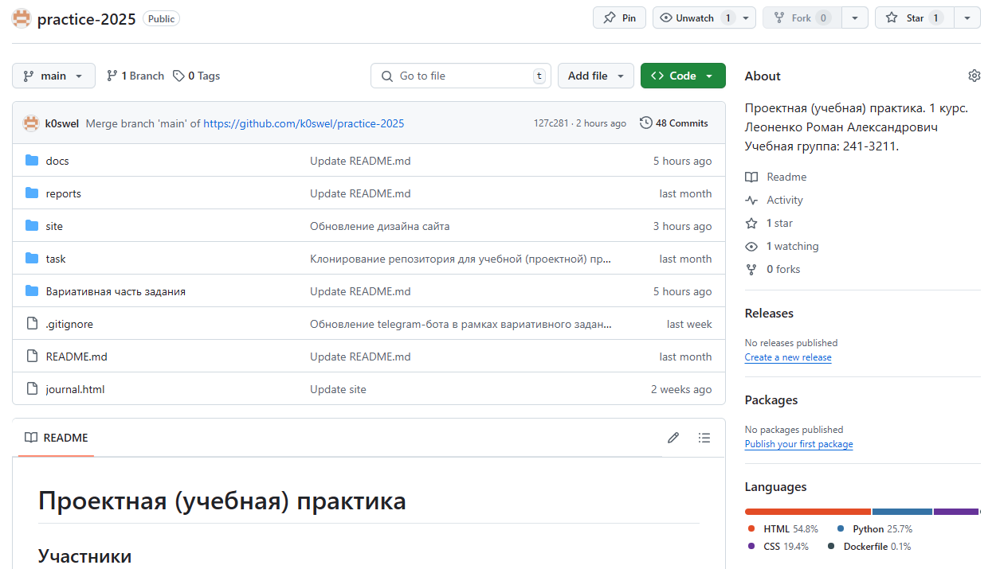 practice-2025 Public Pin Unwatch 1 Fork 0 Star 1
main 1 Branch 0 Tags Go to file t Add file Code
k0swel Merge branch 'main' of https://github.com/k0swel/practice-2025 127c281 · 2 hours ago 48 Commits
docs Update README.md 5 hours ago
reports Update README.md last month
site Обновление дизайна сайта 3 hours ago
task Клонирование репозитория для учебной (проектной) пр... last month
Вариативная часть задания Update README.md 5 hours ago
.gitignore Обновление telegram-бота в рамках вариативного задан... last week
README.md Update README.md last month
journal.html Update site 2 weeks ago
README
Проектная (учебная) практика
Участники
About
Проектная (учебная) практика. 1 курс.
Леоненко Роман Александрович
Учебная группа: 241-3211.
Readme
Activity
1 star
1 watching
0 forks
Releases
No releases published
Create a new release
Packages
No packages published
Publish your first package
Languages
HTML 54.8% Python 25.7%
CSS 19.4% Dockerfile 0.1%